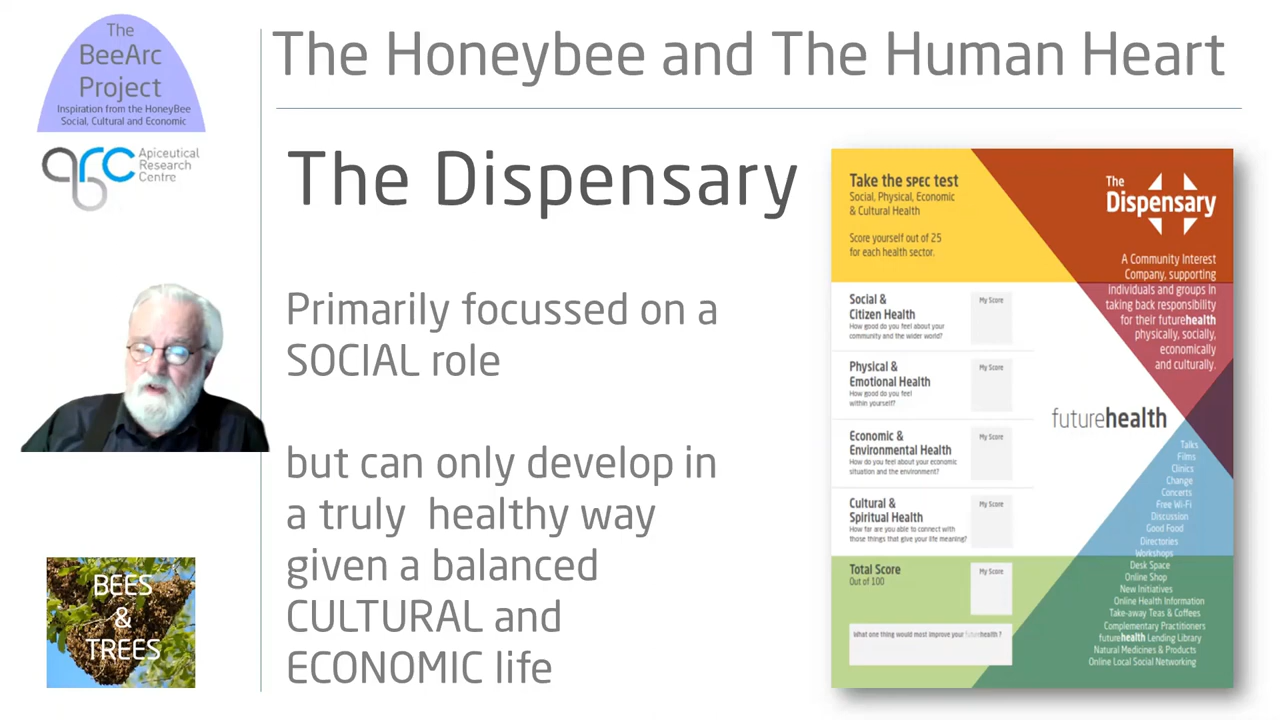 The
BeeArc
Project
Inspiration from the HoneyBee
Social, Cultural and Economic
arc
Apiceutical
Research
Centre
The Honeybee and The Human Heart
The Dispensary
Primarily focussed on a
SOCIAL role
but can only develop in
a truly healthy way
given a balanced
CULTURAL and
ECONOMIC life
BEES
&
TREES
Take the SPEC test
Social, Physical, Economic
& Cultural Health
Score yourself out of 25
for each health sector.
Social &
Citizen Health
How good do you feel about your
community and the wider world?
My Score
Physical &
Emotional Health
How good do you feel
within yourself?
My Score
Economic &
Environmental Health
How do you feel about your economic
situation and the environment?
My Score
Cultural &
Spiritual Health
How far are you able to connect with
those things that give your life meaning?
My Score
Total Score
Out of 100
My Score
What one thing would most improve your futurehealth ?
The
Dispensary
A Community Interest
Company, supporting
individuals and groups in
taking back responsibility
for their futurehealth
physically, socially,
economically
and culturally.
futurehealth
Talks
Films
Clinics
Change
Concerts
Free Wi-Fi
Discussion
Good Food
Directories
Workshops
Desk Space
Online Shop
New Initiatives
Online Health Information
Take-away Teas & Coffees
Complementary Practitioners
futurehealth Lending Library
Natural Medicines & Products
Online Local Social Networking